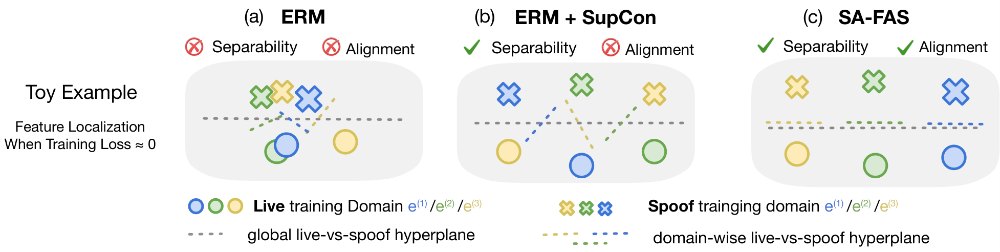 (a) ERM
(b) ERM + SupCon
(c) SA-FAS
Separability Alignment
Separability Alignment
Separability Alignment
Toy Example
Feature Localization
When Training Loss ≈ 0
Live training Domain e(1)/e(2)/e(3)
Spoof trainging domain e(1)/e(2)/e(3)
global live-vs-spoof hyperplane
domain-wise live-vs-spoof hyperplane